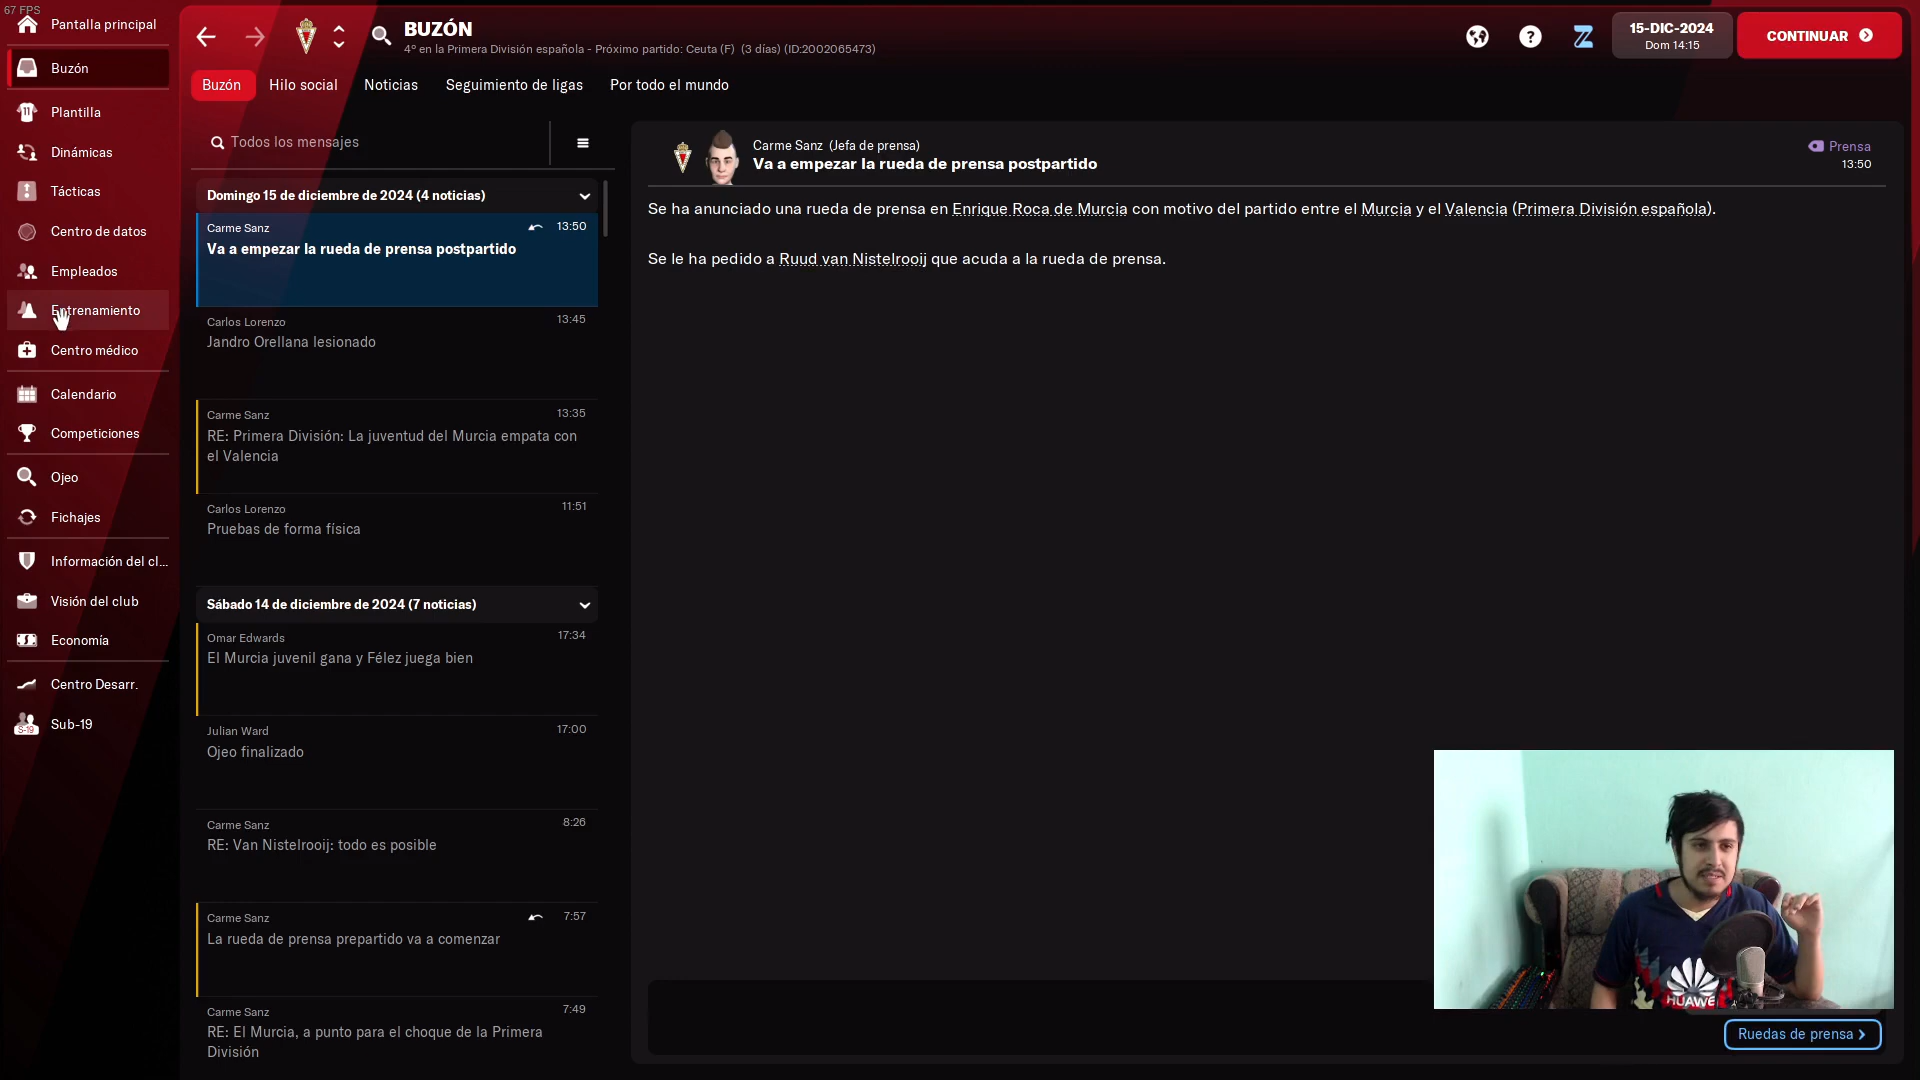 67 FPS
Pantalla principal
Buzón
Plantilla
Dinámicas
Tácticas
Centro de datos
Empleados
Entrenamiento
Centro médico
Calendario
Competiciones
Ojeo
Fichajes
Información del cl...
Visión del club
Economía
Centro Desarr.
S-19
Sub-19
BUZÓN
4º en la Primera División española - Próximo partido: Ceuta (F) (3 días) (ID:2002065473)
15-DIC-2024
Dom 14:15
CONTINUAR
Buzón
Hilo social
Noticias
Seguimiento de ligas
Por todo el mundo
Todos los mensajes
Domingo 15 de diciembre de 2024 (4 noticias)
Carme Sanz 13:50
Va a empezar la rueda de prensa postpartido
Carlos Lorenzo 13:45
Jandro Orellana lesionado
Carme Sanz 13:35
RE: Primera División: La juventud del Murcia empata con
el Valencia
Carlos Lorenzo 11:51
Pruebas de forma física
Sábado 14 de diciembre de 2024 (7 noticias)
Omar Edwards 17:34
El Murcia juvenil gana y Félez juega bien
Julian Ward 17:00
Ojeo finalizado
Carme Sanz 8:26
RE: Van Nistelrooij: todo es posible
Carme Sanz 7:57
La rueda de prensa prepartido va a comenzar
Carme Sanz 7:49
RE: El Murcia, a punto para el choque de la Primera
División
Carme Sanz (Jefa de prensa)
Va a empezar la rueda de prensa postpartido
Prensa
13:50
Se ha anunciado una rueda de prensa en Enrique Roca de Murcia con motivo del partido entre el Murcia y el Valencia (Primera División española).
Se le ha pedido a Ruud van Nistelrooij que acuda a la rueda de prensa.
HUAWEI
Ruedas de prensa